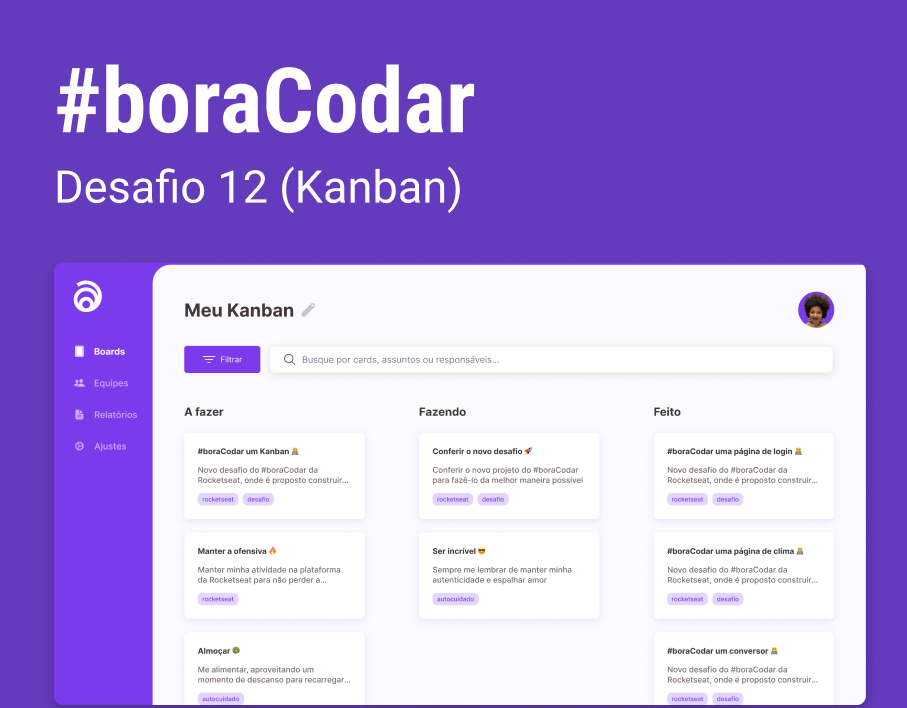 #boraCodar
Desafio 12 (Kanban)
Meu Kanban
Boards
Equipes
Relatórios
Ajustes
Filtrar
Busque por cards, assuntos ou responsáveis...
A fazer
#boraCodar um Kanban
Novo desafio do #boraCodar da
Rocketseat, onde é proposto construir...
rocketseat
desafio
Manter a ofensiva 🔥
Manter minha atividade na plataforma
da Rocketseat para não perder a...
rocketseat
Almoçar
Me alimentar, aproveitando um
momento de descanso para recarregar...
autocuidado
Fazendo
Conferir o novo desafio 🚀
Conferir o novo projeto do #boraCodar
para fazê-lo da melhor maneira possível
rocketseat
desafio
Ser incrível 😎
Sempre me lembrar de manter minha
autenticidade e espalhar amor
autocuidado
Feito
#boraCodar uma página de login
Novo desafio do #boraCodar da
Rocketseat, onde é proposto construir...
rocketseat
desafio
#boraCodar uma página de clima
Novo desafio do #boraCodar da
Rocketseat, onde é proposto construir...
rocketseat
desafio
#boraCodar um conversor
Novo desafio do #boraCodar da
Rocketseat, onde é proposto construir...
rocketseat
desafio